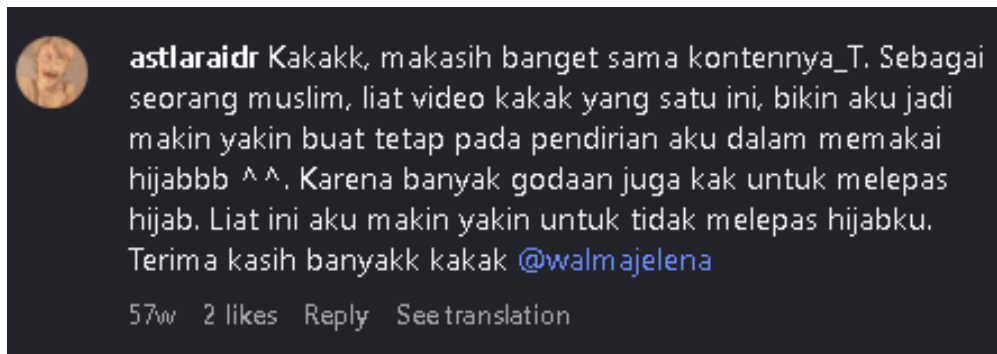 astlaraidr Kakakk, makasih banget sama kontennya_T. Sebagai
seorang muslim, liat video kakak yang satu ini, bikin aku jadi
makin yakin buat tetap pada pendirian aku dalam memakai
hijabbb ^ ^. Karena banyak godaan juga kak untuk melepas
hijab. Liat ini aku makin yakin untuk tidak melepas hijabku.
Terima kasih banyakk kakak @walmajelena
57w 2 likes Reply See translation